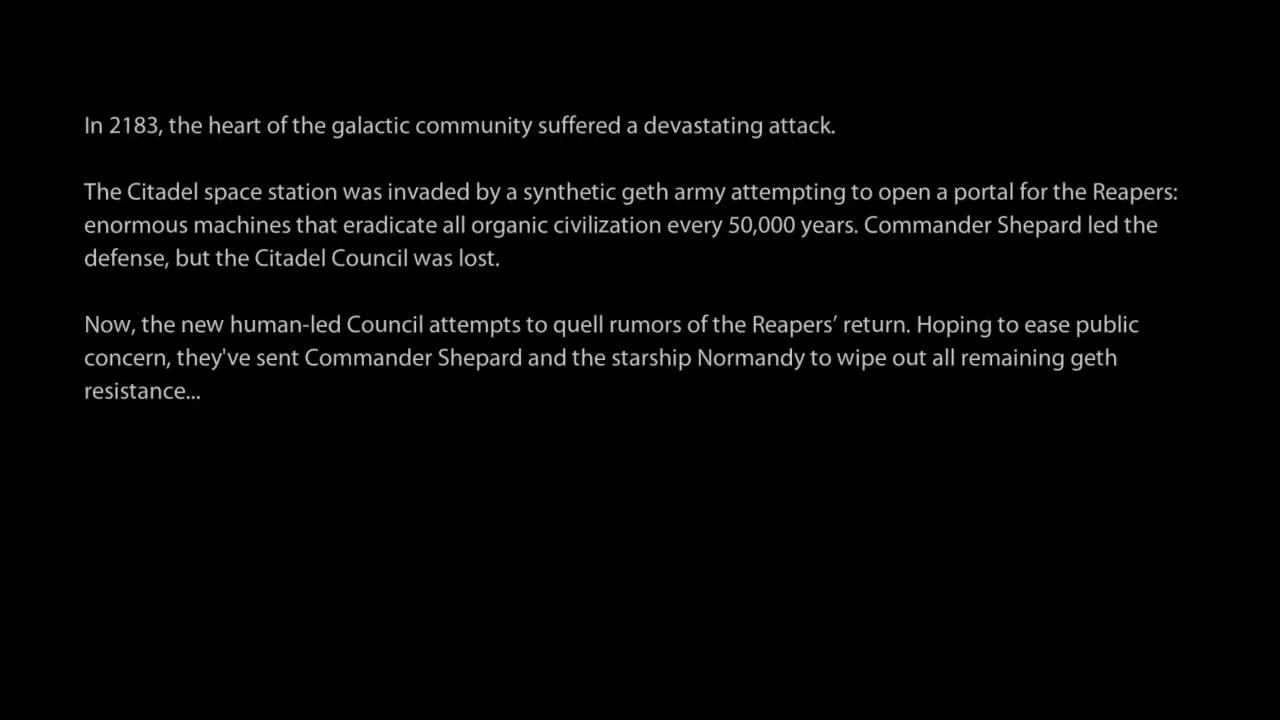 In 2183, the heart of the galactic community suffered a devastating attack.
The Citadel space station was invaded by a synthetic geth army attempting to open a portal for the Reapers:
enormous machines that eradicate all organic civilization every 50,000 years. Commander Shepard led the
defense, but the Citadel Council was lost.
Now, the new human-led Council attempts to quell rumors of the Reapers’ return. Hoping to ease public
concern, they've sent Commander Shepard and the starship Normandy to wipe out all remaining geth
resistance...